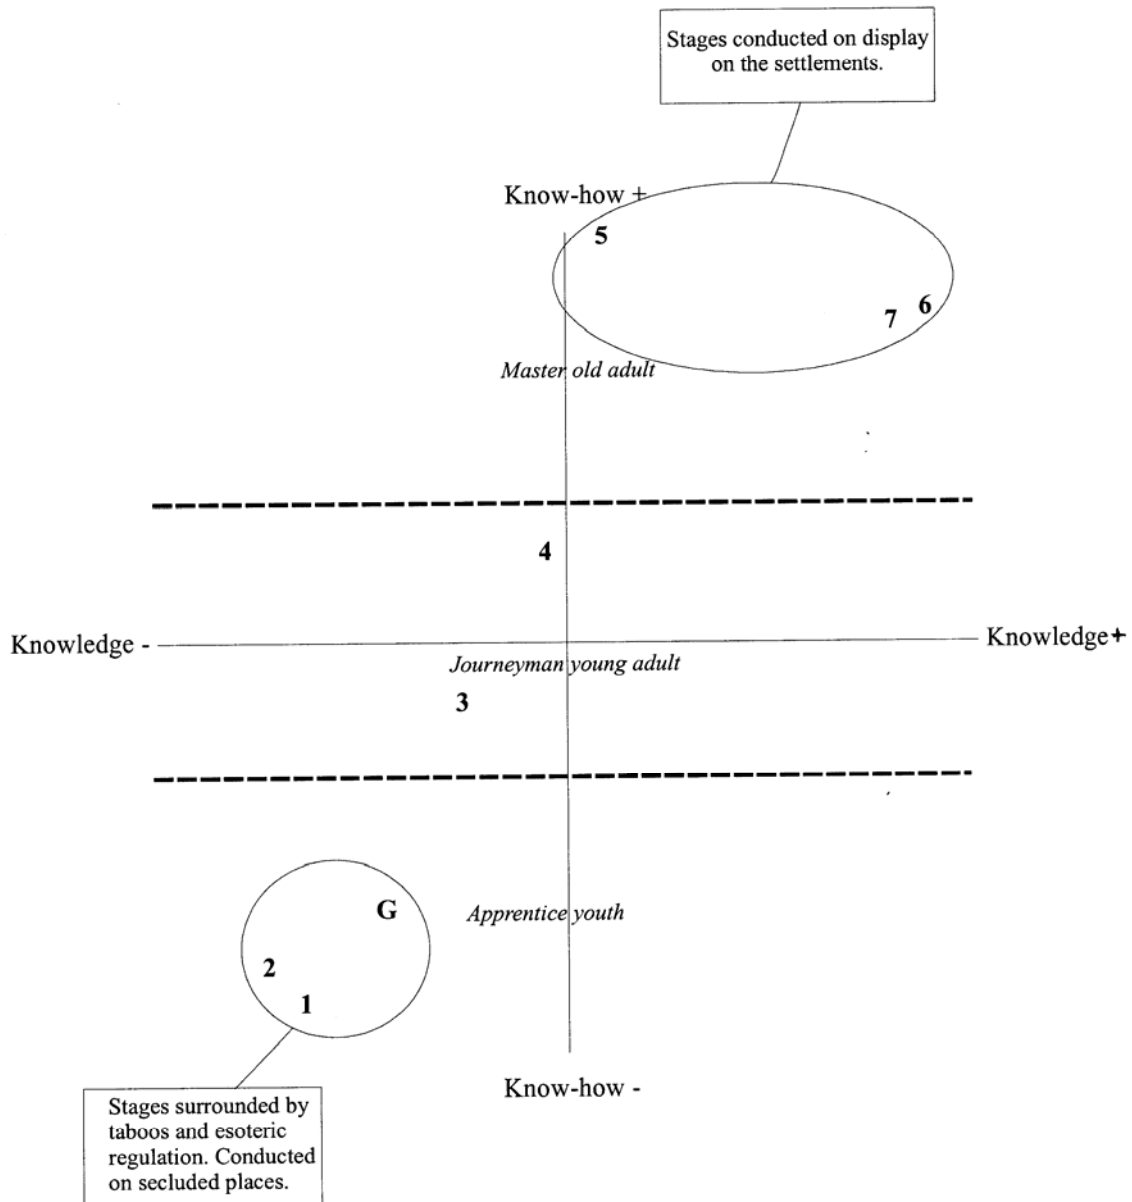 Stages conducted on display
on the settlements.
Know-how +
5
6
7
Master old adult
4
Knowledge -
Knowledge+
Journeyman young adult
3
G
Apprentice youth
2
1
Know-how -
Stages surrounded by
taboos and esoteric
regulation. Conducted
on secluded places.